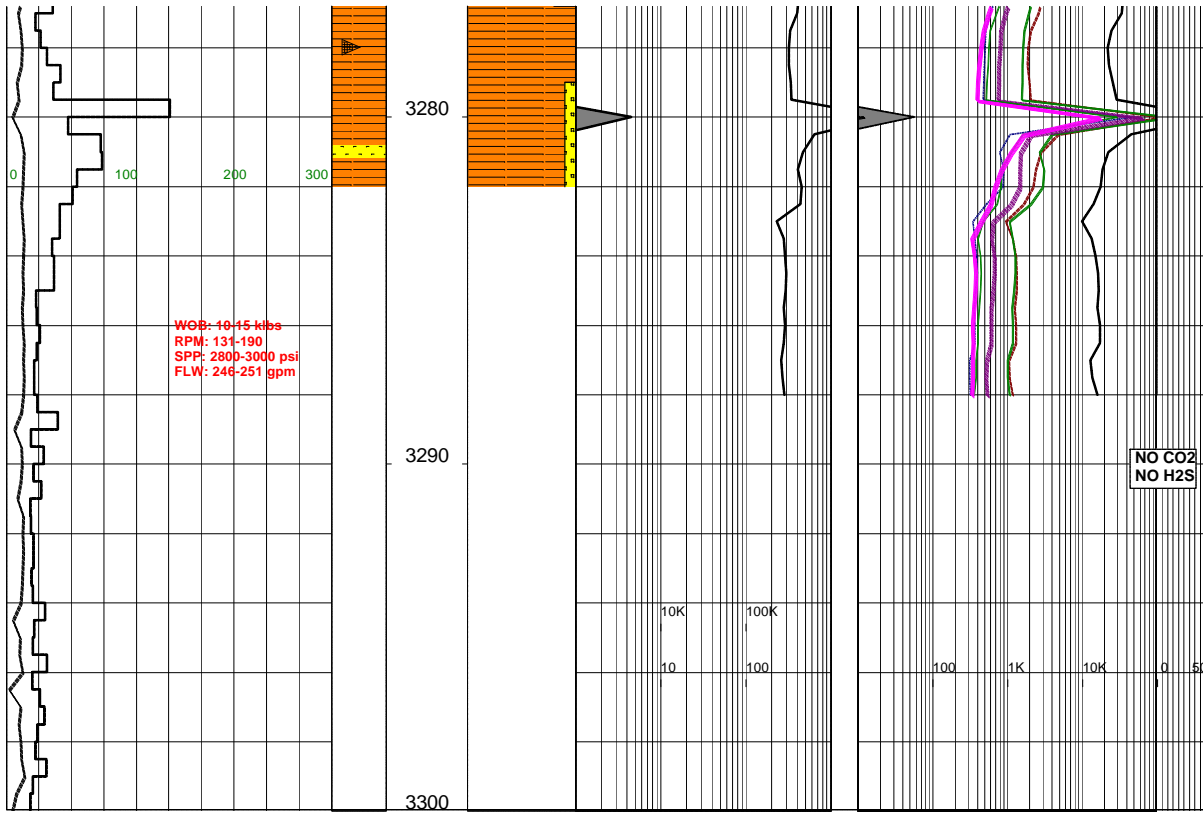 3280
0 100 200 300
WOB: 10-15 klbs
RPM: 131-190
SPP: 2800-3000 psi
FLW: 246-251 gpm
3290
NO CO2
NO H2S
10K 100K
10 100
100 1K 10K 0 50
3300